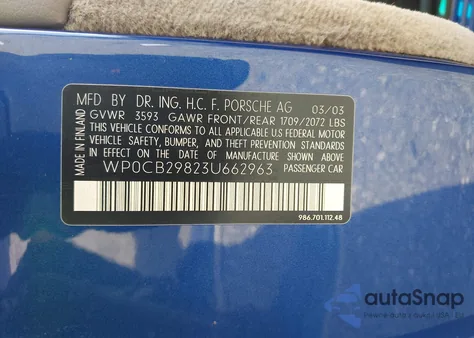 MFD BY DR. ING. H.C. F. PORSCHE AG 03/03
GVWR 3593 GAWR FRONT/REAR 1709/2072 LBS
THIS VEHICLE CONFORMS TO ALL APPLICABLE U.S FEDERAL MOTOR
VEHICLE SAFETY, BUMPER, AND THEFT PREVENTION STANDARDS
IN EFFECT ON THE DATE OF MANUFACTURE SHOWN ABOVE.
WP0CB29823U662963 PASSENGER CAR
MADE IN FINLAND
986.701.112.48
autaSnap